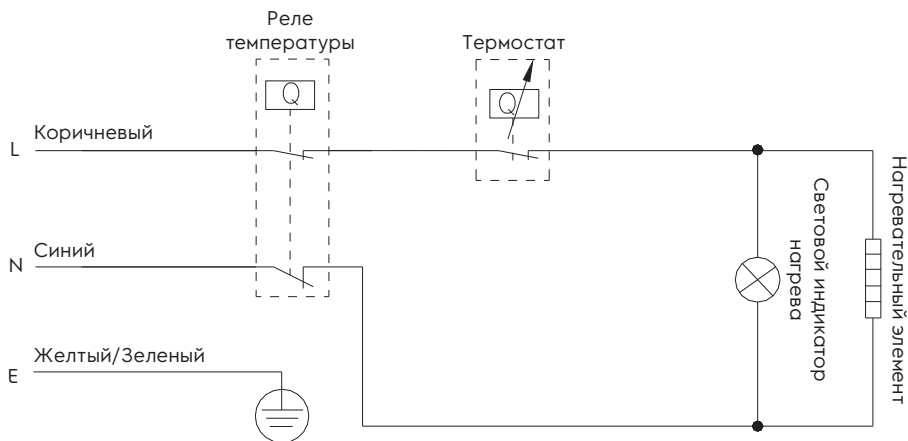 Реле
температуры
Термостат
Q
Q
L
Коричневый
N
Синий
E
Желтый/Зеленый
Световой индикатор
нагрева
Нагревательный элемент